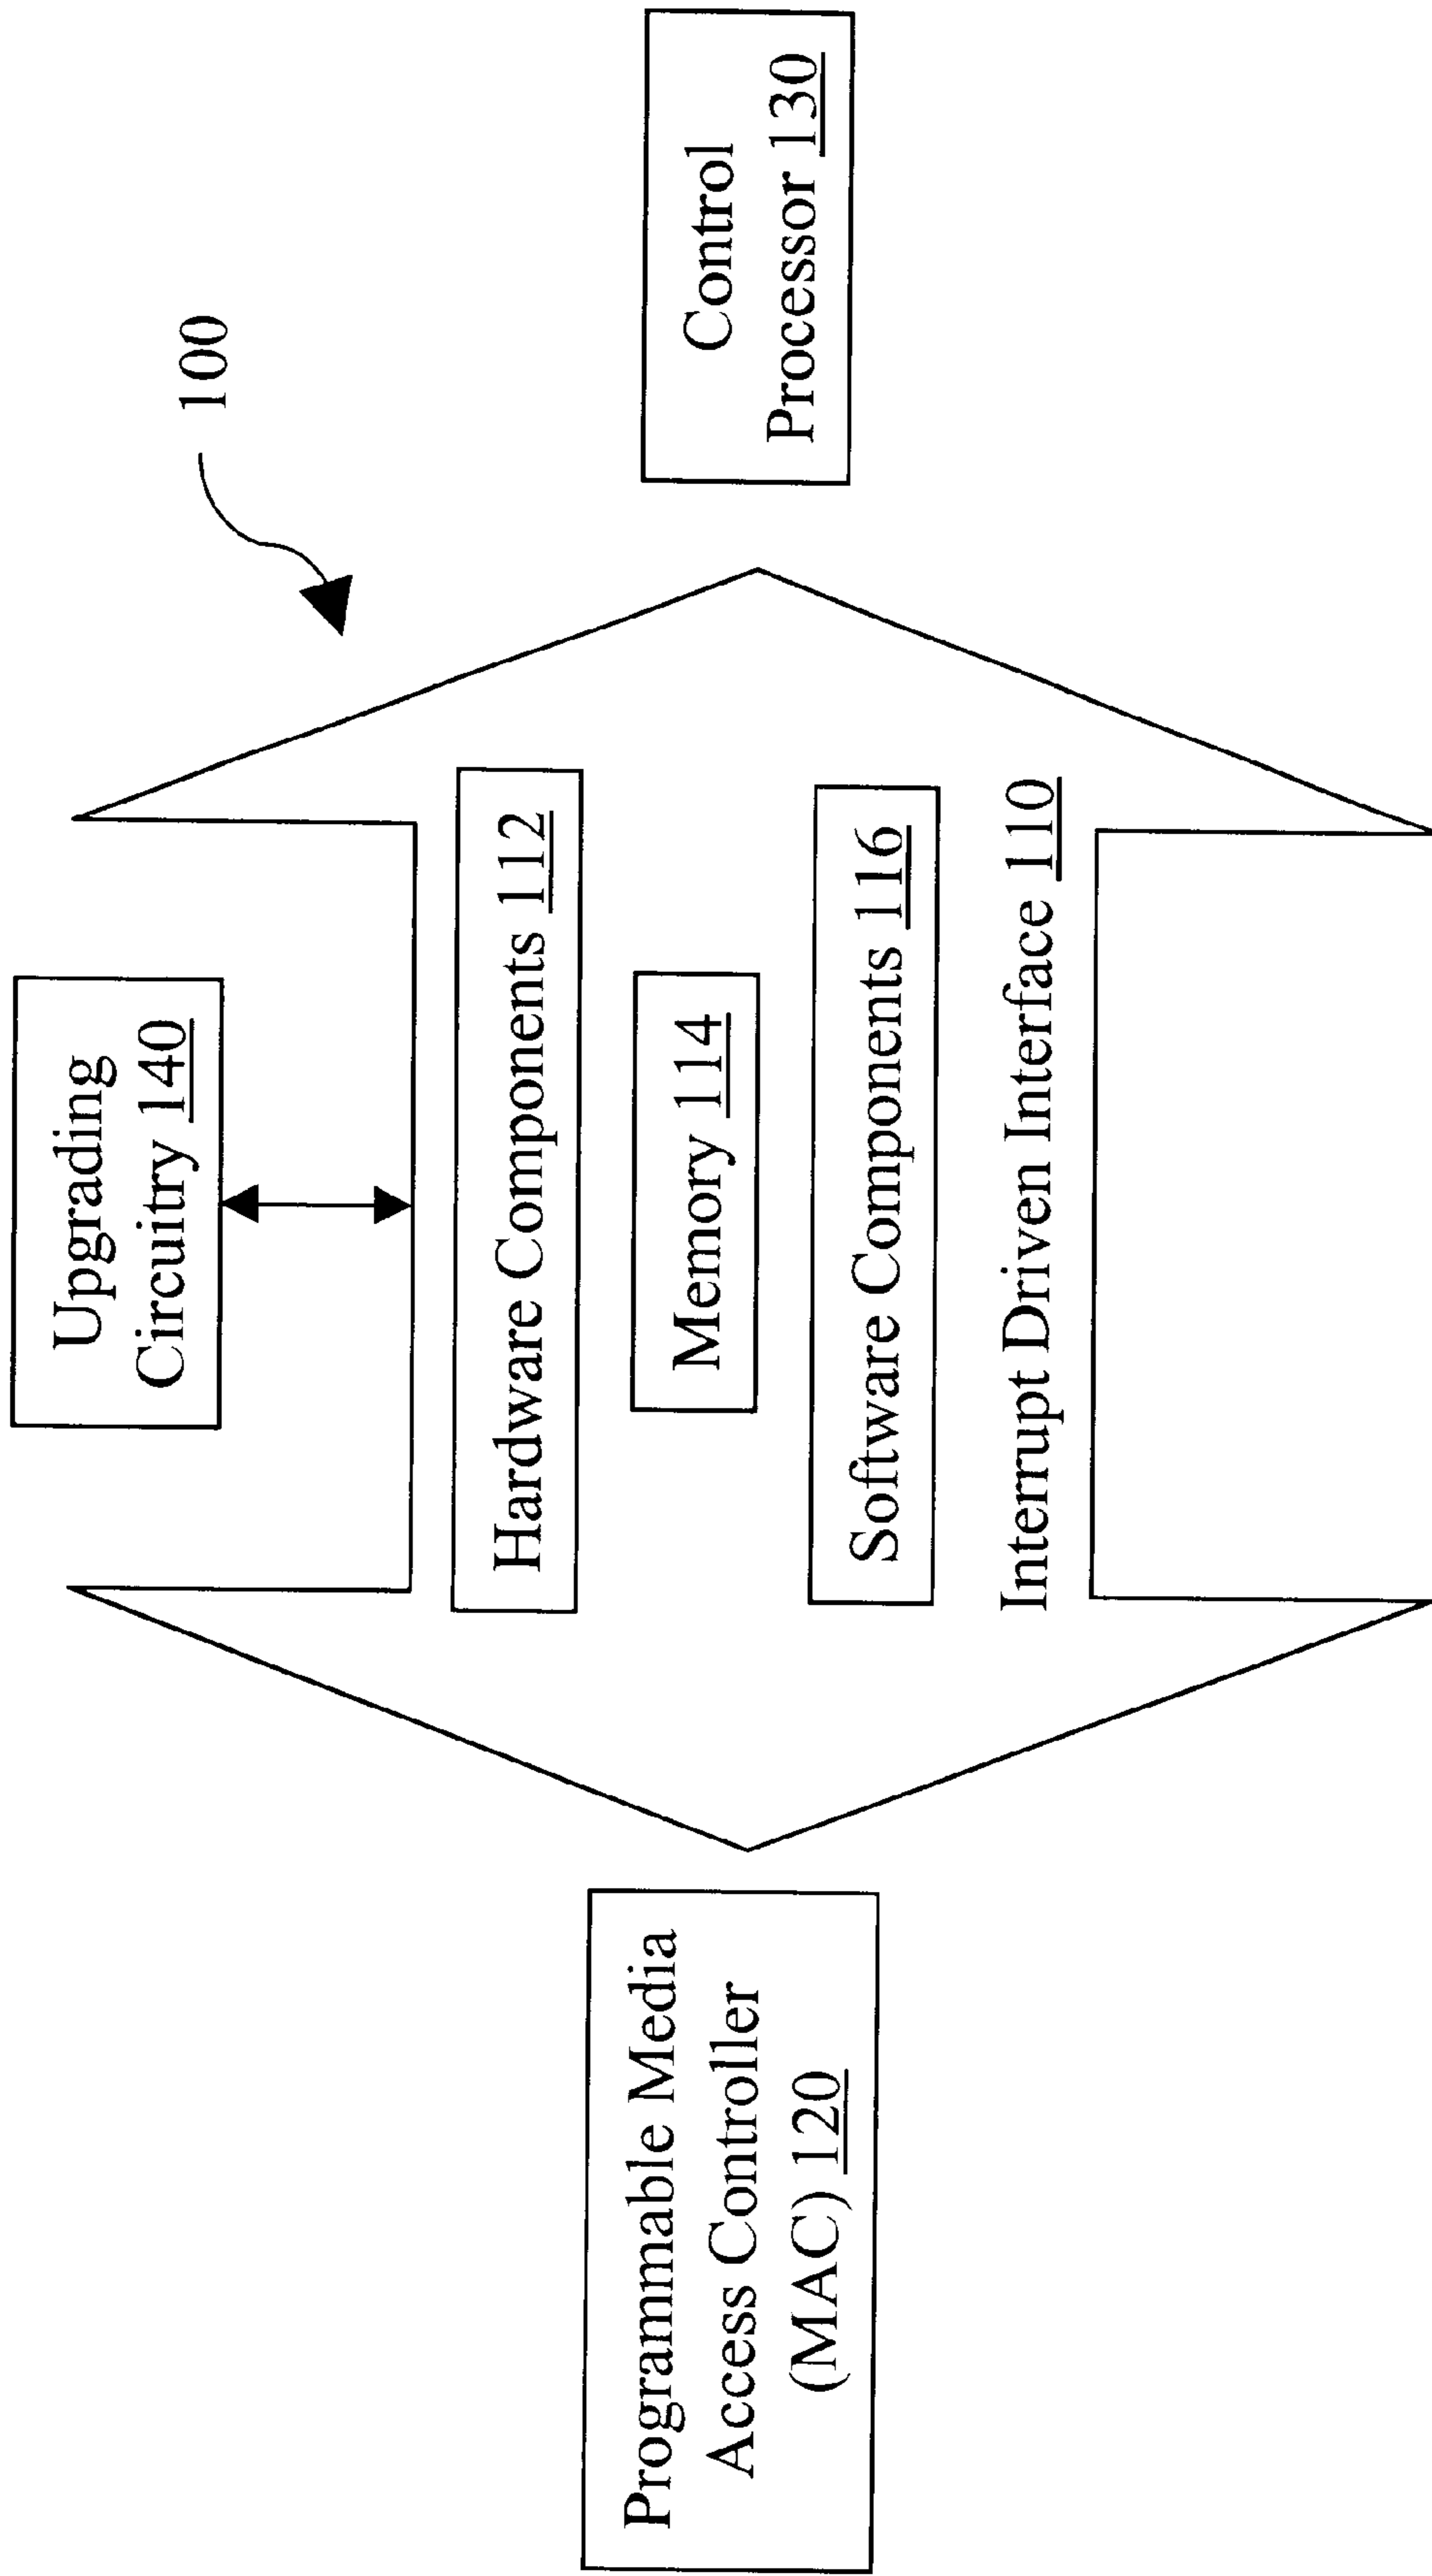 100
Upgrading
Circuitry 140
Hardware Components 112
Memory 114
Software Components 116
Interrupt Driven Interface 110
Programmable Media
Access Controller
(MAC) 120
Control
Processor 130